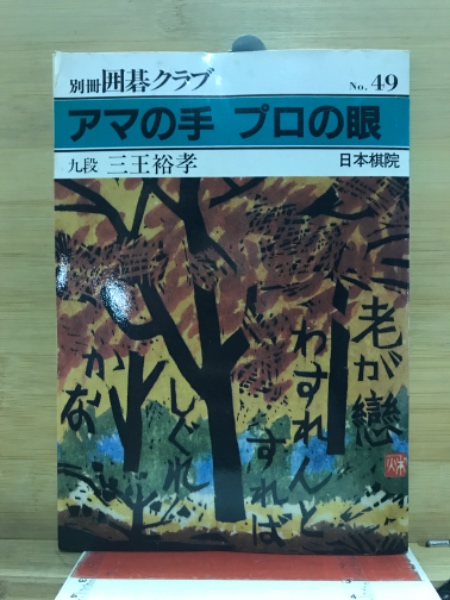 別冊囲碁クラブ No. 49
アマの手 プロの眼
九段 三王裕孝 日本棋院
老が戀
わすれんと
すれば
しぐれ
かな